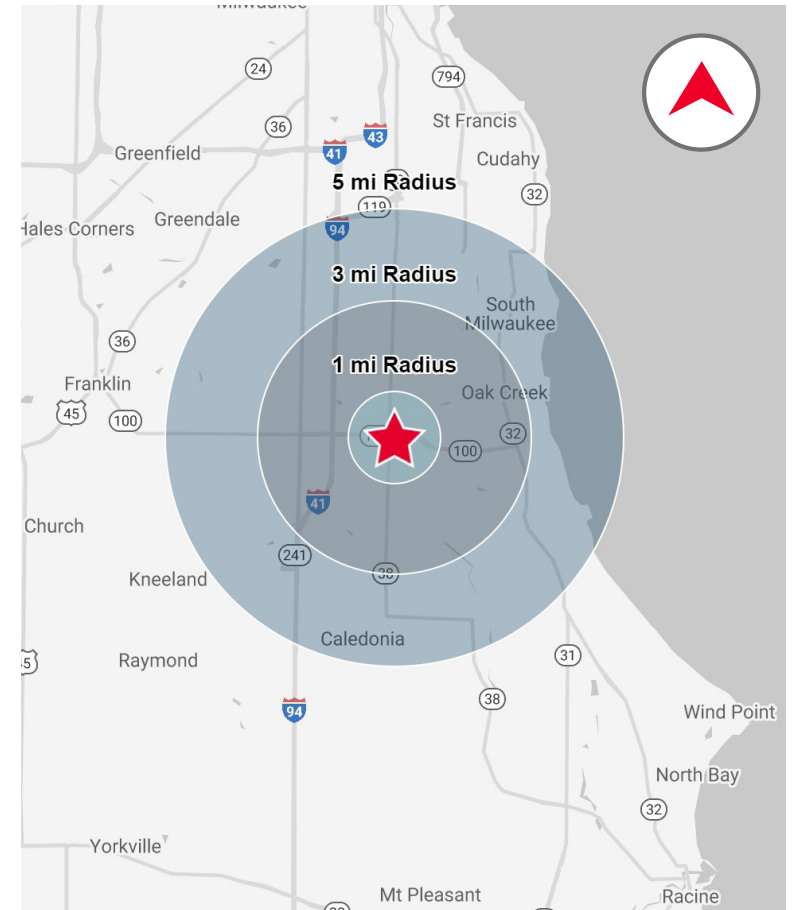 24
794
36
St Francis
43
41
Greenfield
Cudahy
5 mi Radius
32
119
Greendale
94
Hales Corners
3 mi Radius
South
Milwaukee
36
1 mi Radius
Franklin
Oak Creek
45
100
32
100
41
Church
241
38
Kneeland
Caledonia
31
Raymond
38
94
Wind Point
North Bay
32
Yorkville
Mt Pleasant
Racine